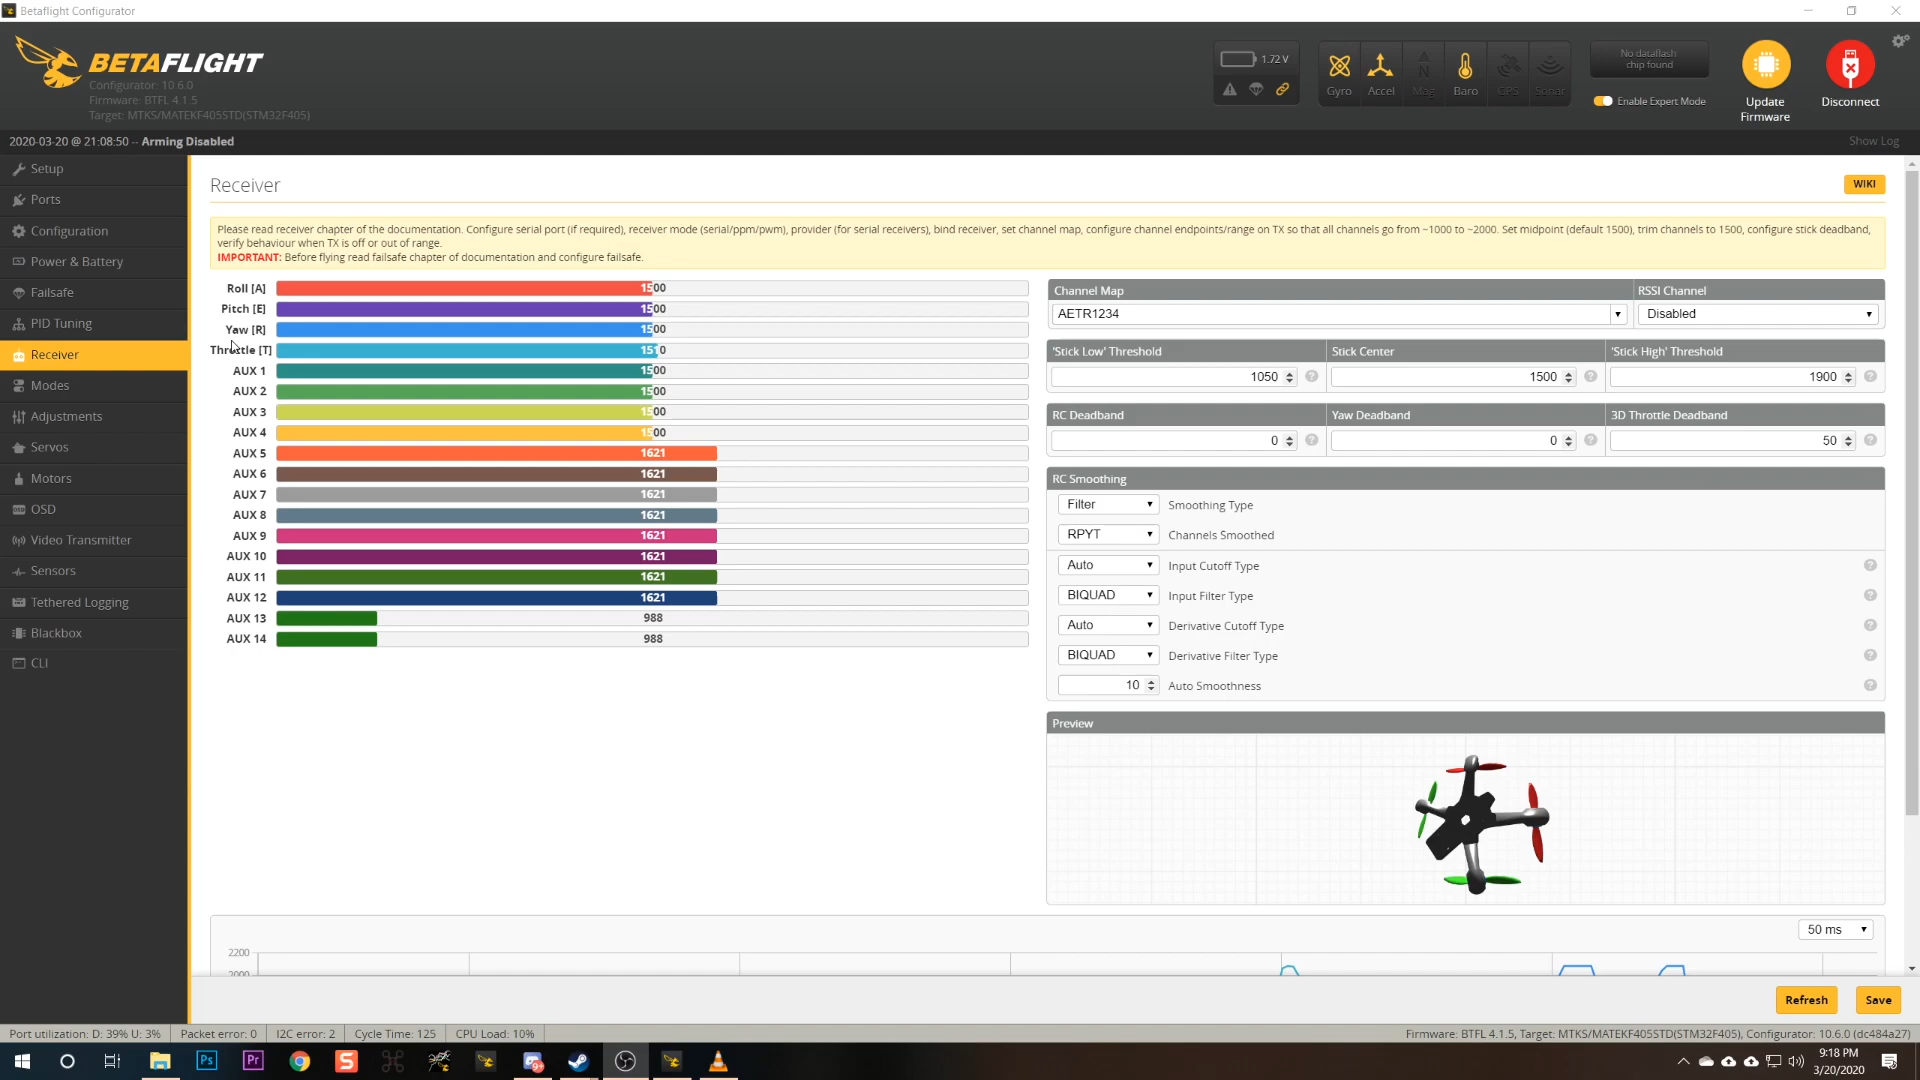 Betaflight Configurator
BETAFLIGHT
Configurator: 10.6.0
Firmware: BTFL 4.1.5
Target: MTKS/MATEKF405STD(STM32F405)
1.72 V
Gyro
Accel
Mag
Baro
GPS
Sonar
No dataflash
chip found
Enable Expert Mode
Update
Firmware
Disconnect
2020-03-20 @ 21:08:50 -- Arming Disabled
Show Log
Setup
Ports
Configuration
Power & Battery
Failsafe
PID Tuning
Receiver
Modes
Adjustments
Servos
Motors
OSD
Video Transmitter
Sensors
Tethered Logging
Blackbox
CLI
Receiver
WIKI
Please read receiver chapter of the documentation. Configure serial port (if required), receiver mode (serial/ppm/pwm), provider (for serial receivers), bind receiver, set channel map, configure channel endpoints/range on TX so that all channels go from ~1000 to ~2000. Set midpoint (default 1500), trim channels to 1500, configure stick deadband,
verify behaviour when TX is off or out of range.
IMPORTANT: Before flying read failsafe chapter of documentation and configure failsafe.
Roll [A] 1500
Pitch [E] 1500
Yaw [R] 1500
Throttle [T] 1510
AUX 1 1500
AUX 2 1500
AUX 3 1500
AUX 4 1500
AUX 5 1621
AUX 6 1621
AUX 7 1621
AUX 8 1621
AUX 9 1621
AUX 10 1621
AUX 11 1621
AUX 12 1621
AUX 13 988
AUX 14 988
Channel Map RSSI Channel
AETR1234 Disabled
'Stick Low' Threshold Stick Center 'Stick High' Threshold
1050 1500 1900
RC Deadband Yaw Deadband 3D Throttle Deadband
0 0 50
RC Smoothing
Filter Smoothing Type
RPYT Channels Smoothed
Auto Input Cutoff Type
BIQUAD Input Filter Type
Auto Derivative Cutoff Type
BIQUAD Derivative Filter Type
10 Auto Smoothness
Preview
50 ms
2200
2000
Refresh
Save
Port utilization: D: 39% U: 3% Packet error: 0 I2C error: 2 Cycle Time: 125 CPU Load: 10% Firmware: BTFL 4.1.5, Target: MTKS/MATEKF405STD(STM32F405), Configurator: 10.6.0 (dc484a27)
Ps
Pr
S
9+
9:18 PM
3/20/2020